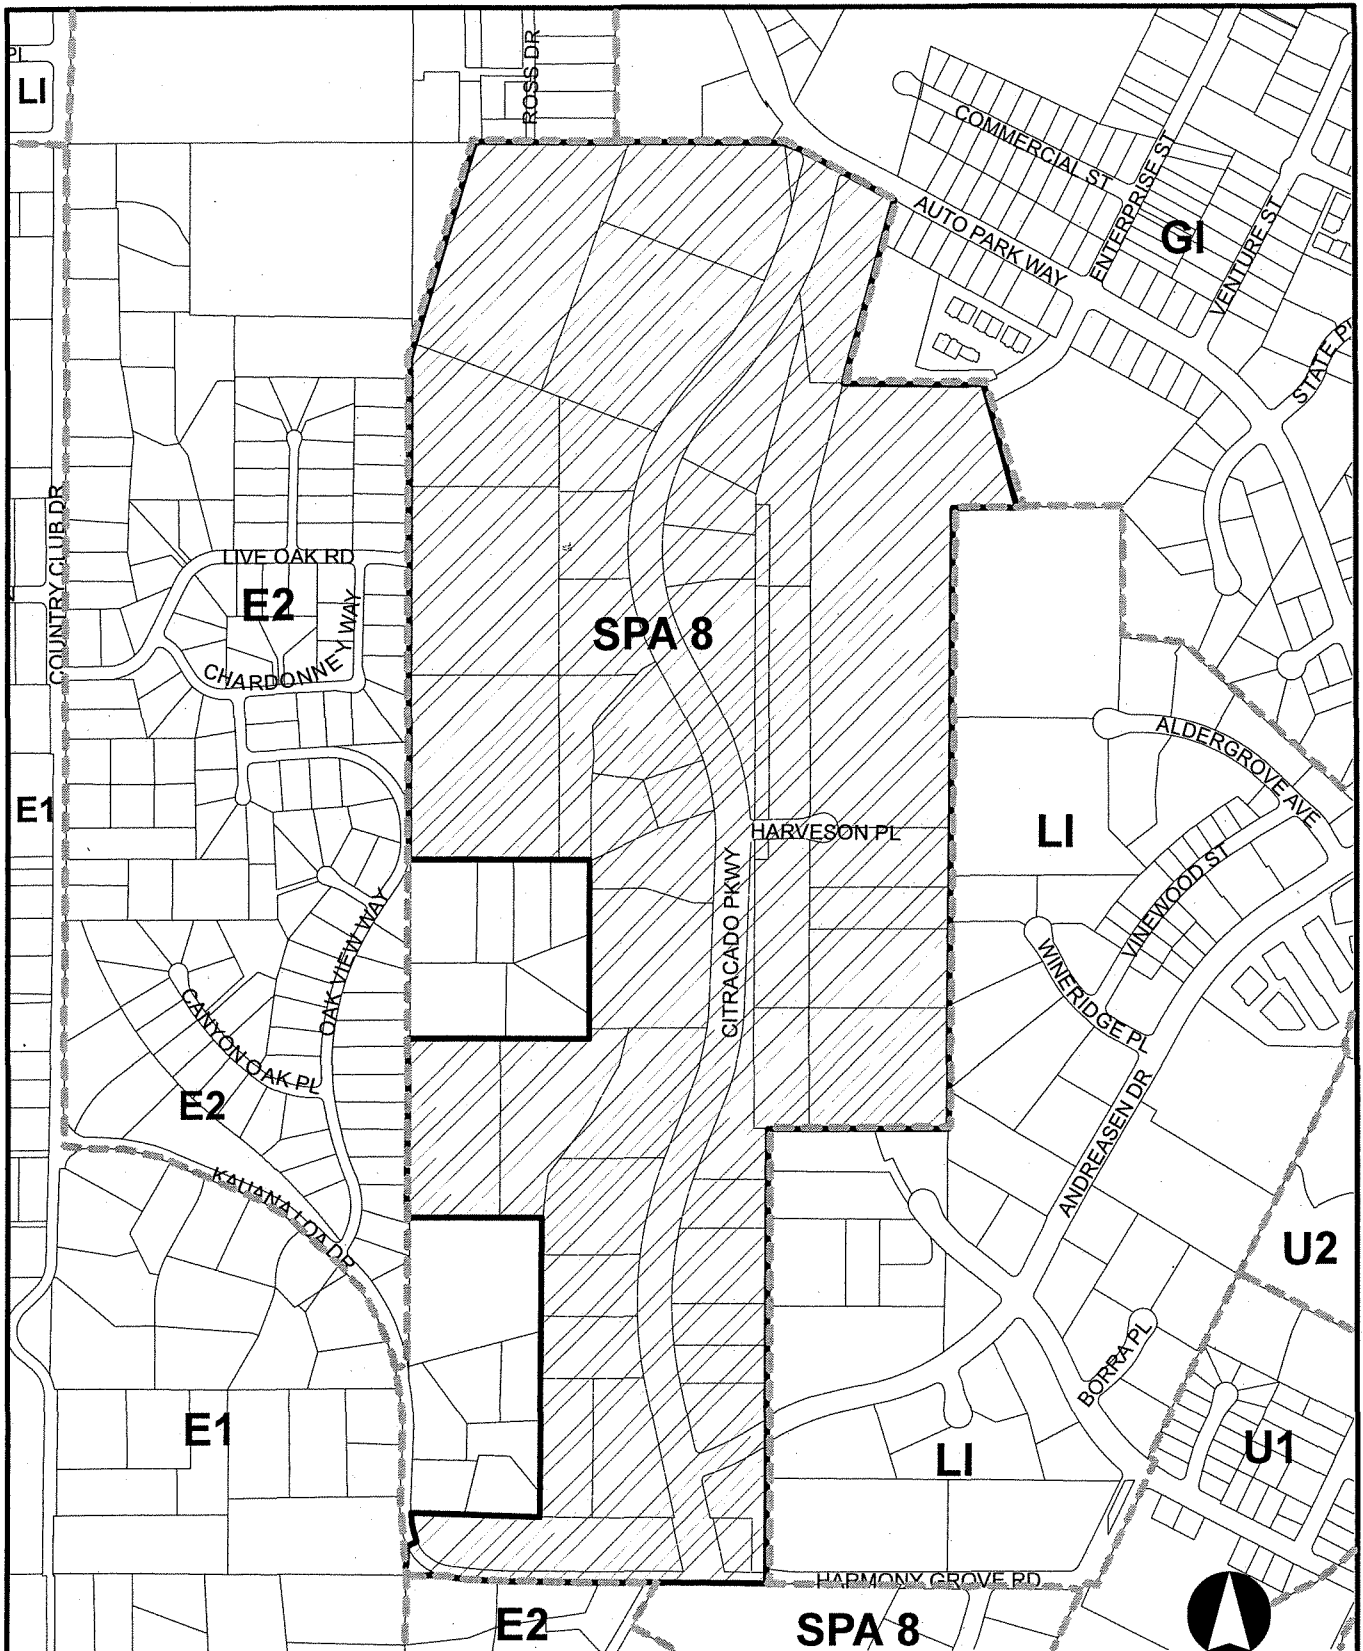 PL
LI
ROSS DR
COMMERCIAL ST
AUTO PARK WAY
ENTERPRISE ST
GI
VENTURE ST
STATE PL
COUNTRY CLUB DR
LIVE OAK RD
E2
CHARDONNEY WAY
SPA 8
ALDERGROVE AVE
E1
HARVESON PL
LI
VINEWOOD ST
CITRACADO PKWY
OAK VIEW WAY
WINERIDGE PL
CANYON OAK PL
E2
ANDREASEN DR
KAUANA LOA DR
U2
BORRA PL
E1
LI
U1
HARMONY GROVE RD
E2
SPA 8